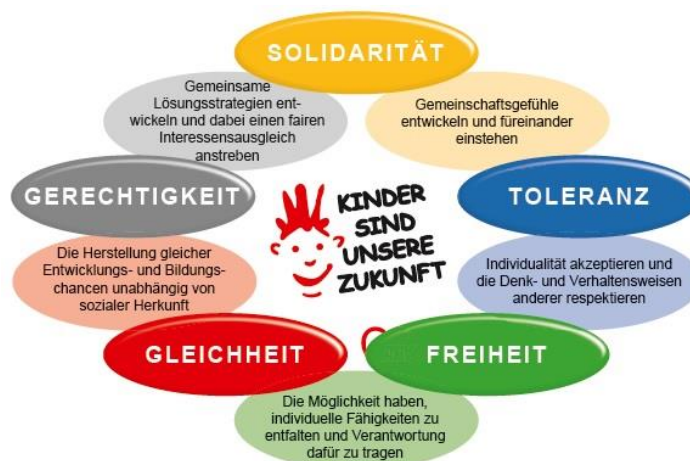 SOLIDARITÄT
Gemeinsame
Lösungsstrategien ent-
wickeln und dabei einen fairen
Interessensausgleich
anstreben
Gemeinschaftsgefühle
entwickeln und füreinander
einstehen
GERECHTIGKEIT
KINDER
SIND
UNSERE
ZUKUNFT
TOLERANZ
Die Herstellung gleicher
Entwicklungs- und Bildungs-
chancen unabhängig von
sozialer Herkunft
Individualität akzeptieren und
die Denk- und Verhaltensweisen
anderer respektieren
GLEICHHEIT
FREIHEIT
Die Möglichkeit haben,
individuelle Fähigkeiten zu
entfalten und Verantwortung
dafür zu tragen